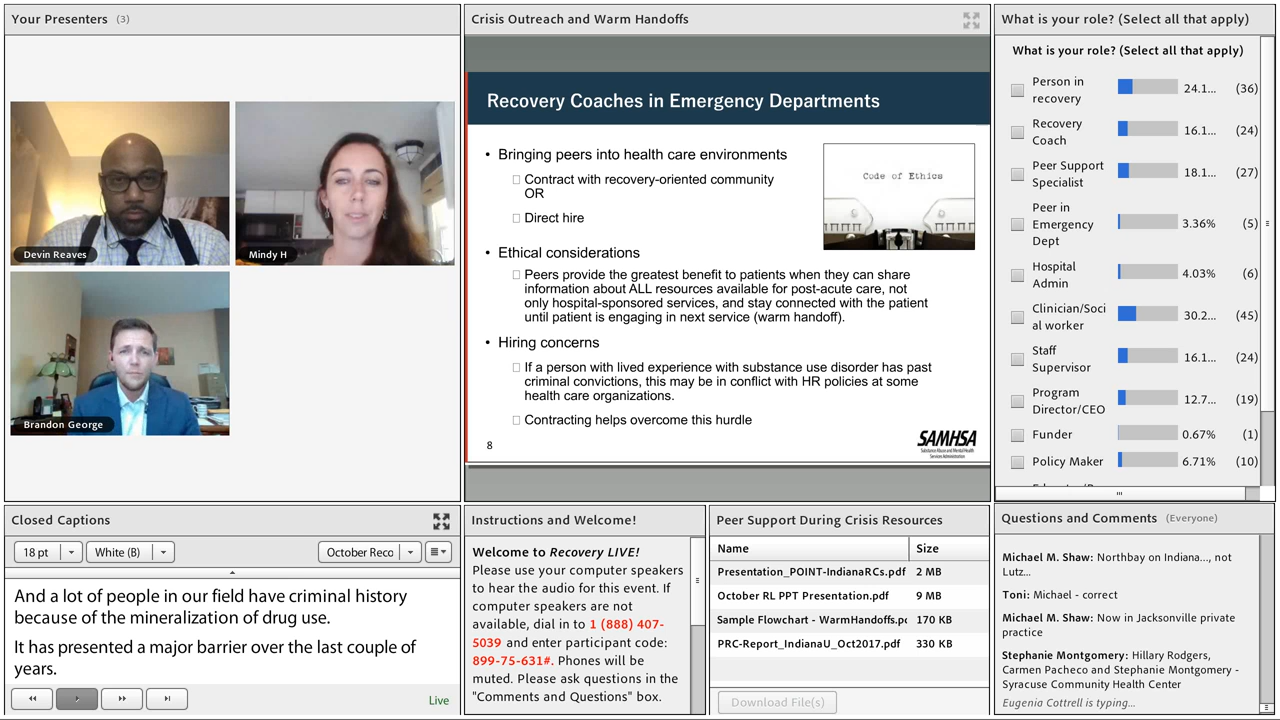 Your Presenters (3)
Devin Reaves
Mindy H
Brandon George
Crisis Outreach and Warm Handoffs
Recovery Coaches in Emergency Departments
• Bringing peers into health care environments
Contract with recovery-oriented community
OR
Direct hire
Code of Ethics
• Ethical considerations
Peers provide the greatest benefit to patients when they can share
information about ALL resources available for post-acute care, not
only hospital-sponsored services, and stay connected with the patient
until patient is engaging in next service (warm handoff).
• Hiring concerns
If a person with lived experience with substance use disorder has past
criminal convictions, this may be in conflict with HR policies at some
health care organizations.
Contracting helps overcome this hurdle
8
SAMHSA
Substance Abuse and Mental Health
Services Administration
What is your role? (Select all that apply)
What is your role? (Select all that apply)
Person in
recovery
24.1... (36)
Recovery
Coach
16.1... (24)
Peer Support
Specialist
18.1... (27)
Peer in
Emergency
Dept
3.36% (5)
Hospital
Admin
4.03% (6)
Clinician/Soci
al worker
30.2... (45)
Staff
Supervisor
16.1... (24)
Program
Director/CEO
12.7... (19)
Funder 0.67% (1)
Policy Maker 6.71% (10)
Closed Captions
18 pt White (B) October Reco
And a lot of people in our field have criminal history
because of the mineralization of drug use.
It has presented a major barrier over the last couple of
years.
Live
Instructions and Welcome!
Welcome to Recovery LIVE!
Please use your computer speakers
to hear the audio for this event. If
computer speakers are not
available, dial in to 1 (888) 407-
5039 and enter participant code:
899-75-631#. Phones will be
muted. Please ask questions in the
"Comments and Questions" box.
Peer Support During Crisis Resources
Name Size
Presentation_POINT-IndianaRCs.pdf 2 MB
October RL PPT Presentation.pdf 9 MB
Sample Flowchart - WarmHandoffs.pc 170 KB
PRC-Report_IndianaU_Oct2017.pdf 330 KB
Download File(s)
Questions and Comments (Everyone)
Michael M. Shaw: Northbay on Indiana..., not
Lutz...
Toni: Michael - correct
Michael M. Shaw: Now in Jacksonville private
practice
Stephanie Montgomery: Hillary Rodgers,
Carmen Pacheco and Stephanie Montgomery -
Syracuse Community Health Center
Eugenia Cottrell is typing...